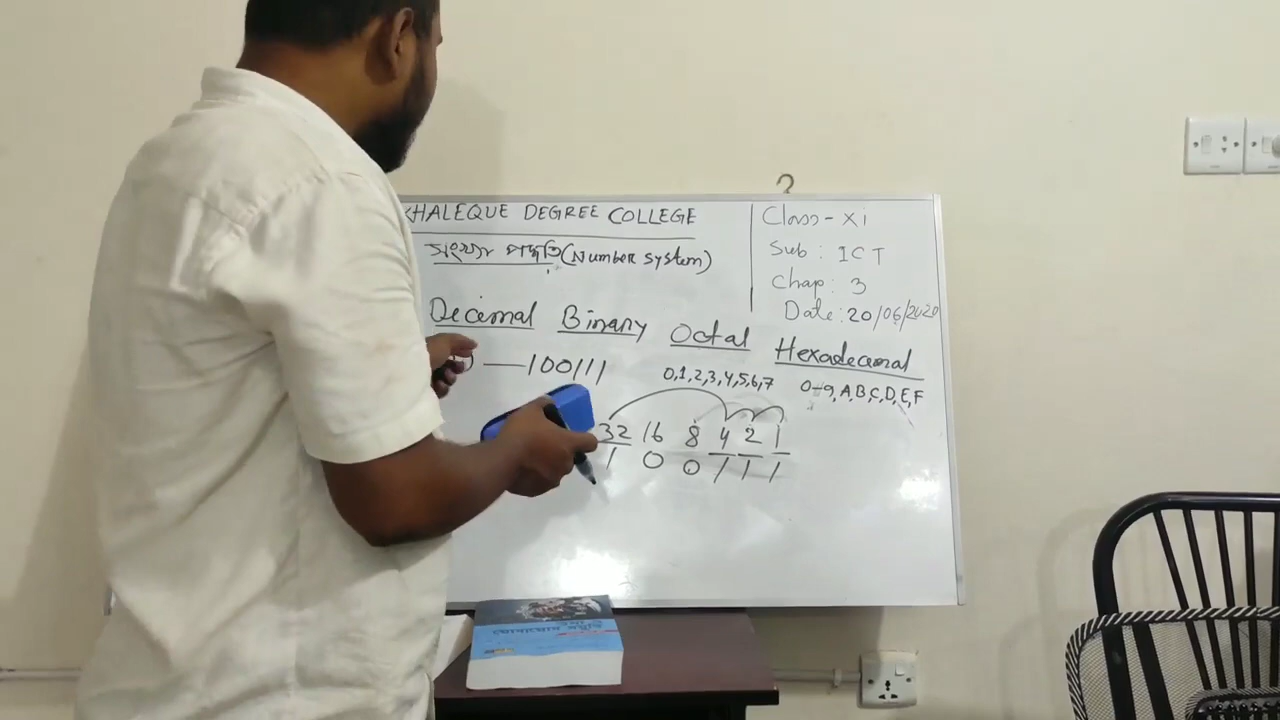 KHALEQUE DEGREE COLLEGE
সংখ্যা পদ্ধতি (Number system)
Class - Xi
Sub : ICT
Chap : 3
Date : 20/06/2020
Decimal Binary Octal Hexadecimal
— 100111
0,1,2,3,4,5,6,7
0-9, A,B,C,D,E,F
32 16 8 4 2 1
1 0 0 1 1 1